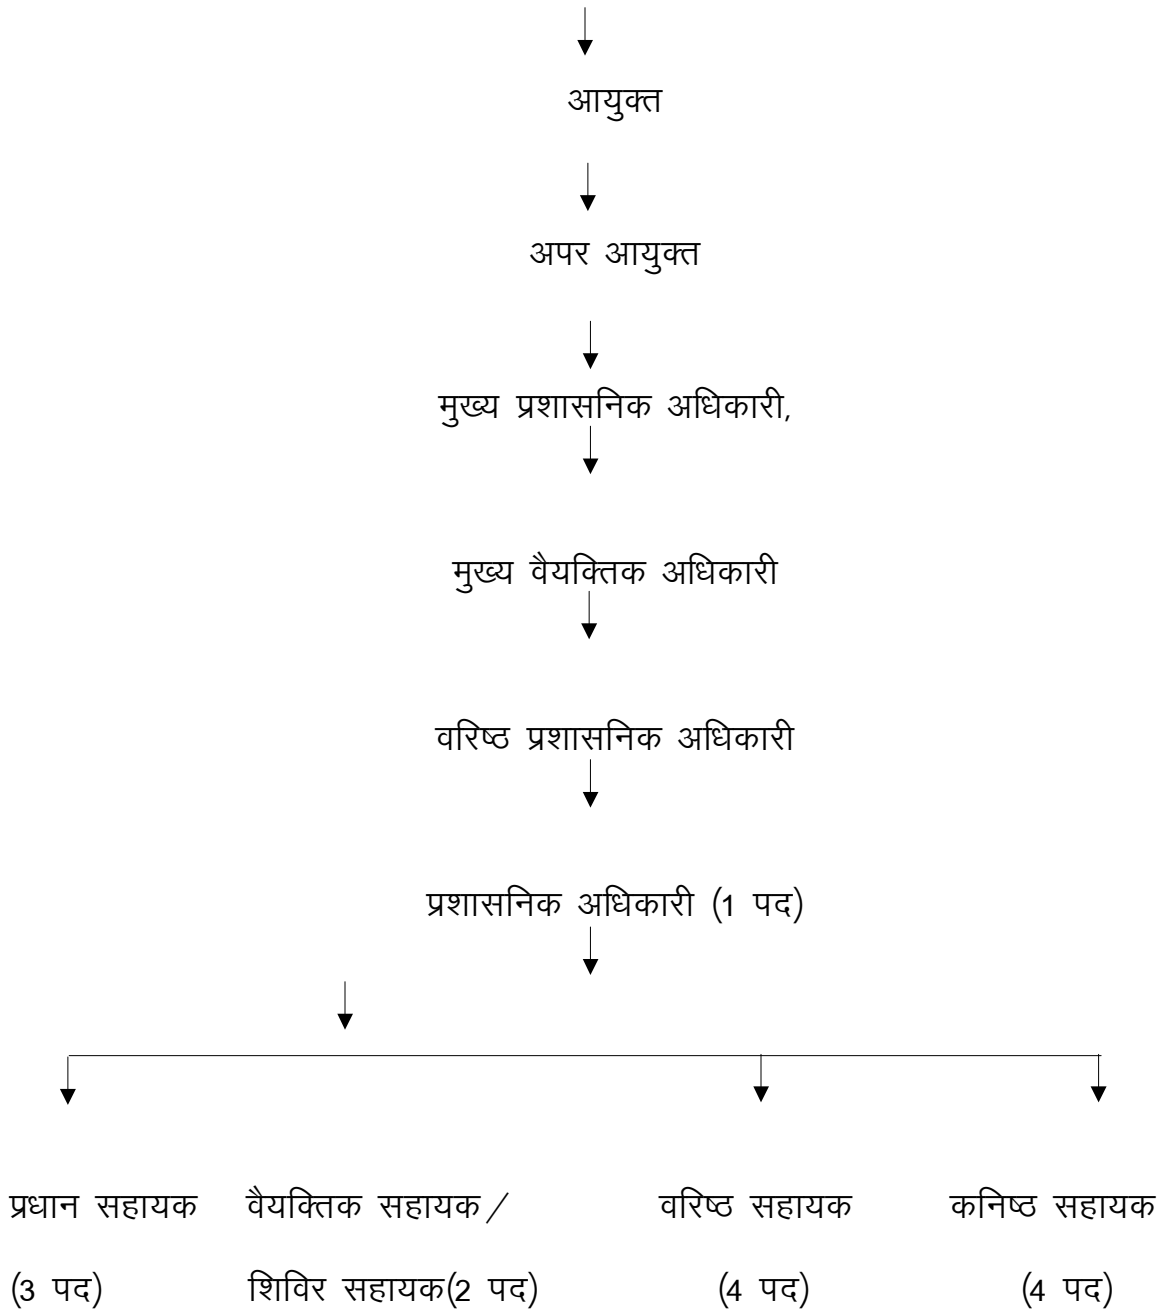 आयुक्त
अपर आयुक्त
मुख्य प्रशासनिक अधिकारी,
मुख्य वैयक्तिक अधिकारी
वरिष्ठ प्रशासनिक अधिकारी
प्रशासनिक अधिकारी (1 पद)
प्रधान सहायक वैयक्तिक सहायक/ वरिष्ठ सहायक कनिष्ठ सहायक
(3 पद) शिविर सहायक(2 पद) (4 पद) (4 पद)